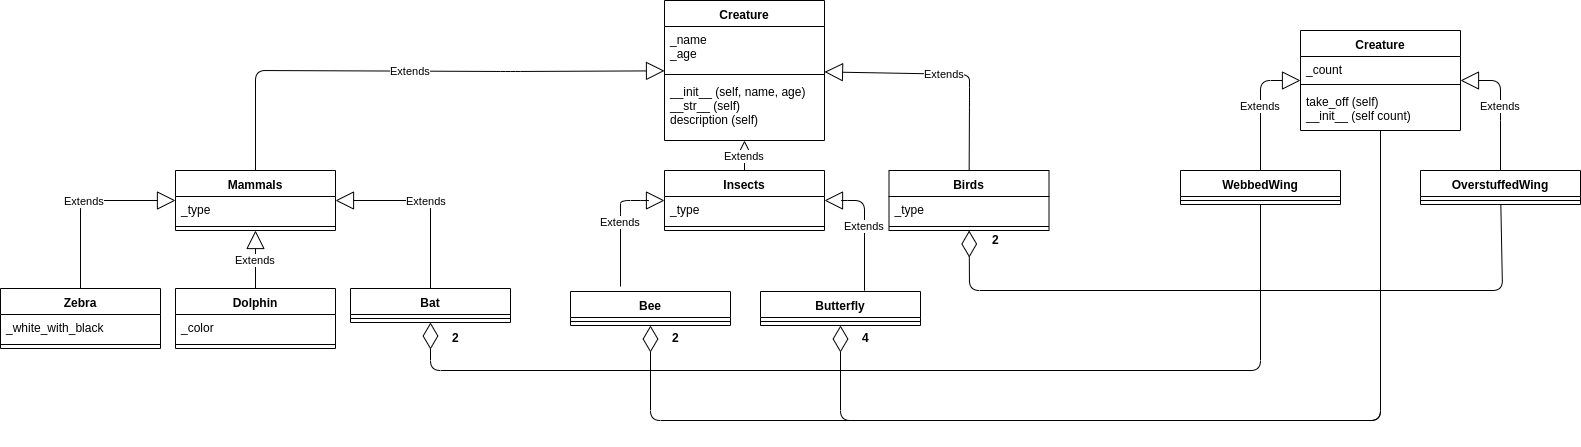 Creature
_name
_age
__init__ (self, name, age)
__str__ (self)
description (self)
Creature
_count
take_off (self)
__init__ (self count)
Extends
Extends
Extends
Extends
Extends
Mammals
_type
Insects
_type
Birds
_type
WebbedWing
OverstuffedWing
Extends
Extends
Extends
Extends
Extends
2
Zebra
_white_with_black
Dolphin
_color
Bat
Bee
Butterfly
2
2
4